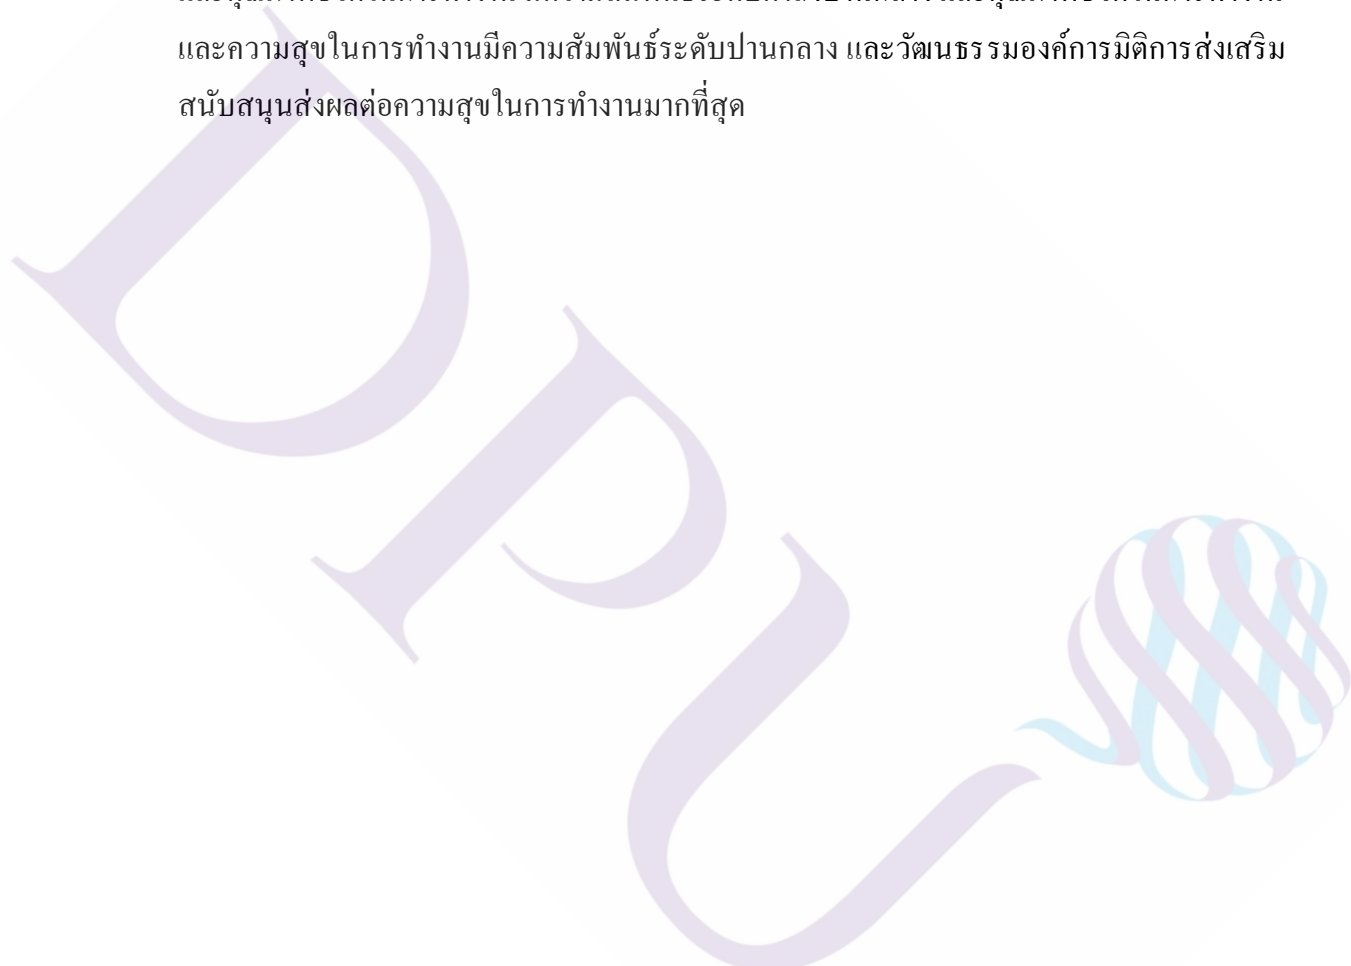 และความสุขในการทำงานมีความสัมพันธ์ระดับปานกลาง และวัฒนธรรมองค์การมิติการส่งเสริม
สนับสนุนส่งผลต่อความสุขในการทำงานมากที่สุด
DPU